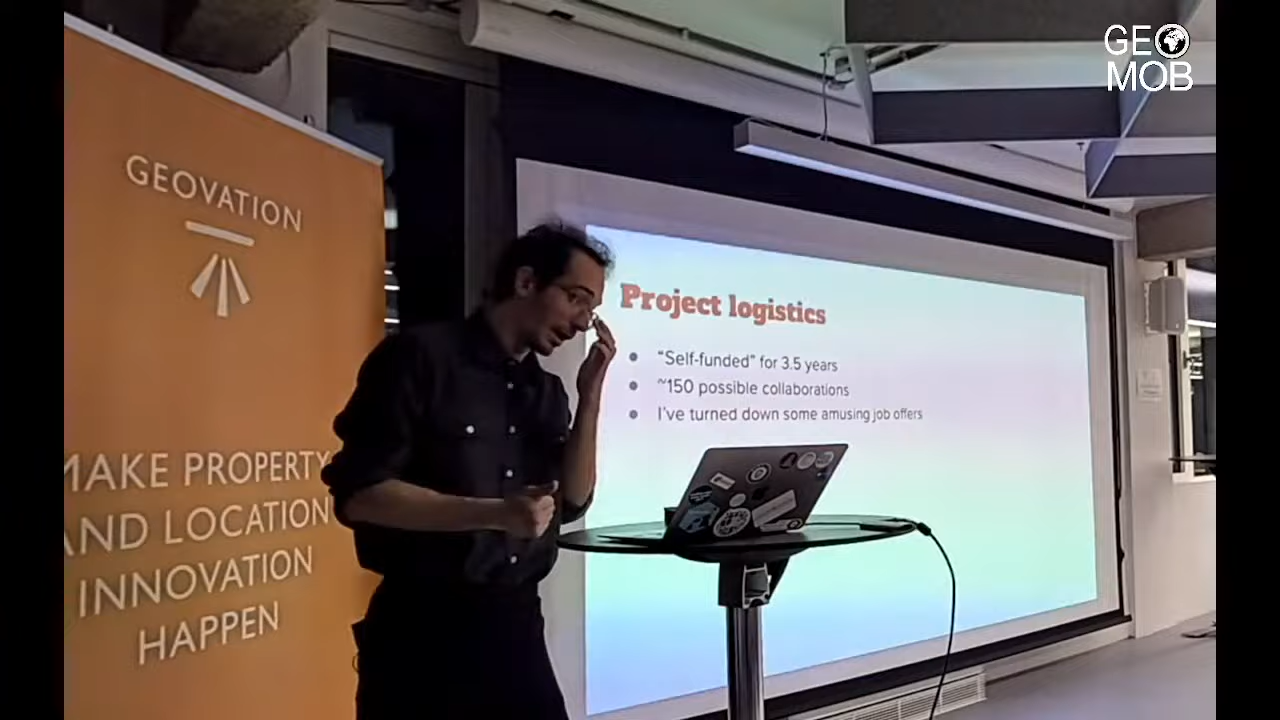 GEO
MOB
GEOVATION
MAKE PROPERTY
AND LOCATION
INNOVATION
HAPPEN
Project logistics
“Self-funded” for 3.5 years
~150 possible collaborations
I've turned down some amusing job offers